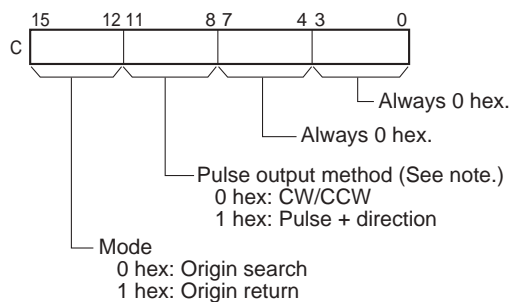 15 12 11 8 7 4 3 0
C
Always 0 hex.
Always 0 hex.
Pulse output method (See note.)
0 hex: CW/CCW
1 hex: Pulse + direction
Mode
0 hex: Origin search
1 hex: Origin return